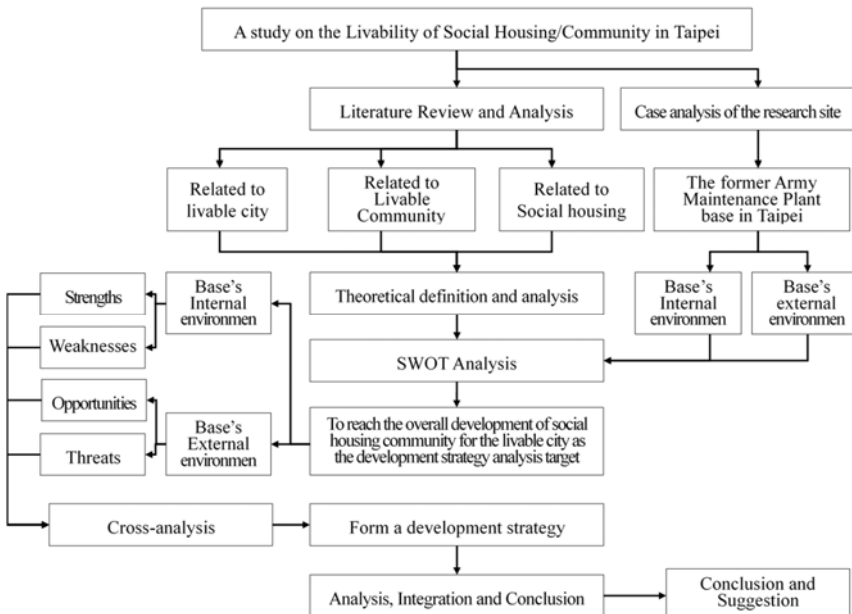 A study on the Livability of Social Housing/Community in Taipei
Literature Review and Analysis
Case analysis of the research site
Related to
livable city
Related to
Livable
Community
Related to
Social housing
The former Army
Maintenance Plant
base in Taipei
Strengths
Weaknesses
Base's
Internal
environmen
Theoretical definition and analysis
Base's
Internal
environmen
Base's
external
environmen
SWOT Analysis
Opportunities
Threats
Base's
External
environmen
To reach the overall development of social
housing community for the livable city as
the development strategy analysis target
Cross-analysis
Form a development strategy
Analysis, Integration and Conclusion
Conclusion and
Suggestion